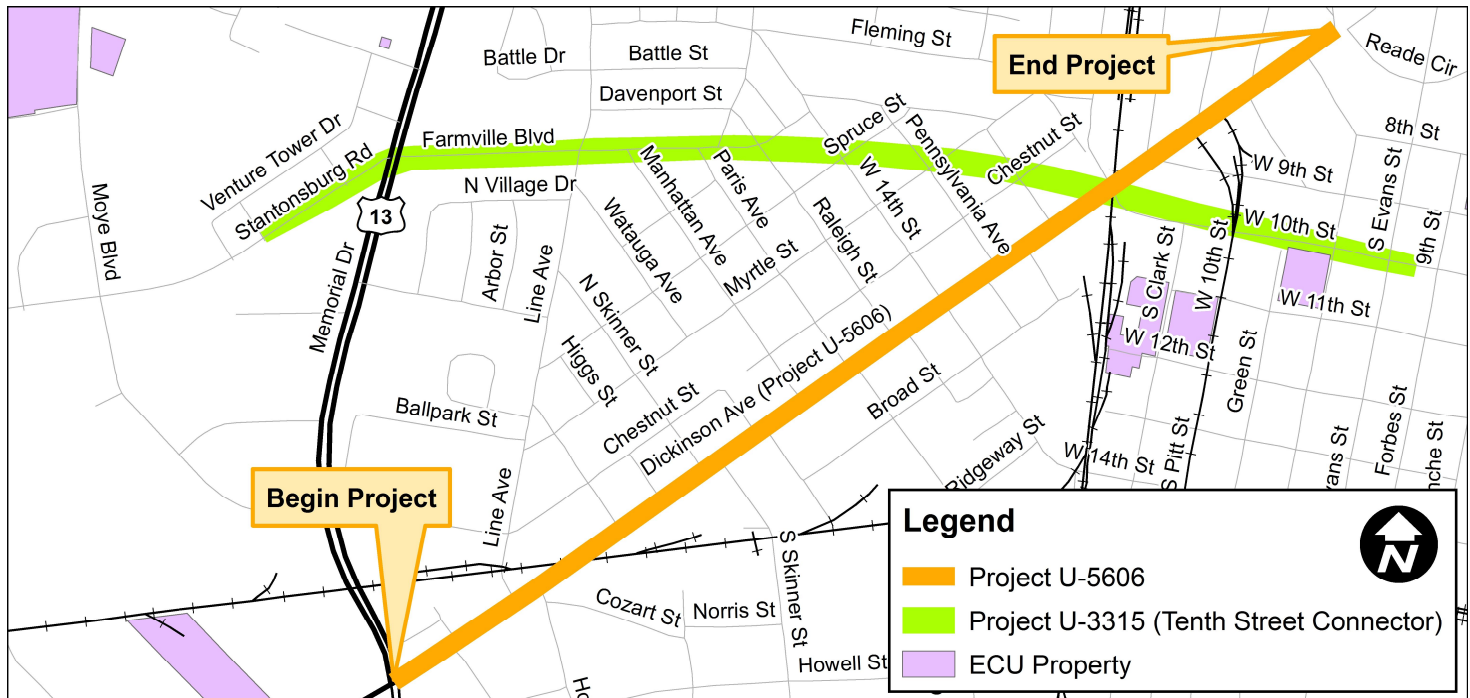 Fleming St
Reade Cir
Battle Dr
Battle St
End Project
Davenport St
Farmville Blvd
Spruce St
Pennsylvania Ave
Chestnut St
8th St
Venture Tower Dr
Stantonsburg Rd
Moye Blvd
13
N Village Dr
Manhattan Ave
Paris Ave
W 14th St
W 9th St
W 10th St
S Evans St
9th St
Memorial Dr
Arbor St
Line Ave
Watauga Ave
Myrtle St
Raleigh St
S Clark St
W 10th St
W 11th St
N Skinner St
Higgs St
W 12th St
Green St
Dickinson Ave (Project U-5606)
Chestnut St
Broad St
Ballpark St
Forbes St
Ridgeway St
W 14th St
S Pitt St
vans St
nche St
Begin Project
Line Ave
S Skinner St
Cozart St
Norris St
Howell St
Ho
Legend
N
Project U-5606
Project U-3315 (Tenth Street Connector)
ECU Property